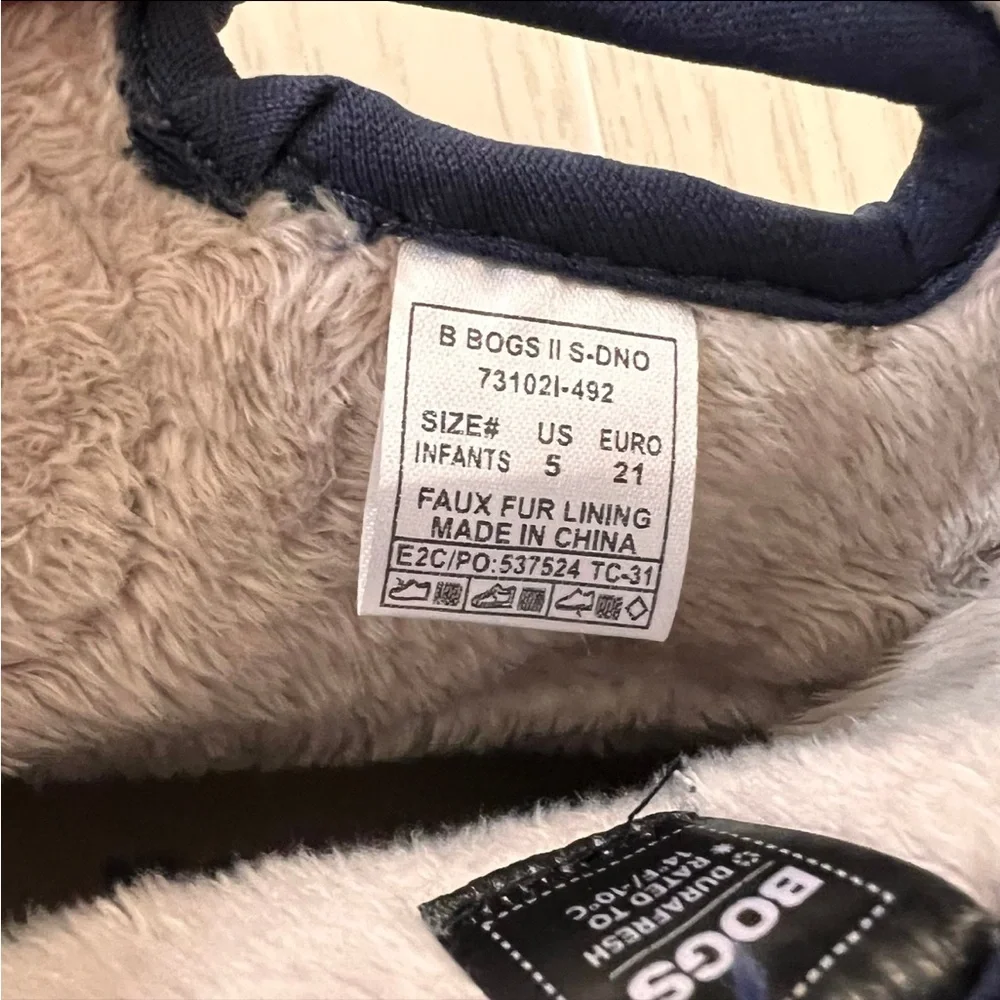 B BOGS II S-DNO
73102I-492
SIZE# US EURO
INFANTS 5 21
FAUX FUR LINING
MADE IN CHINA
E2C/PO:537524 TC-31
BOGS
DURAFRESH
RATED TO
14°F/-10°C